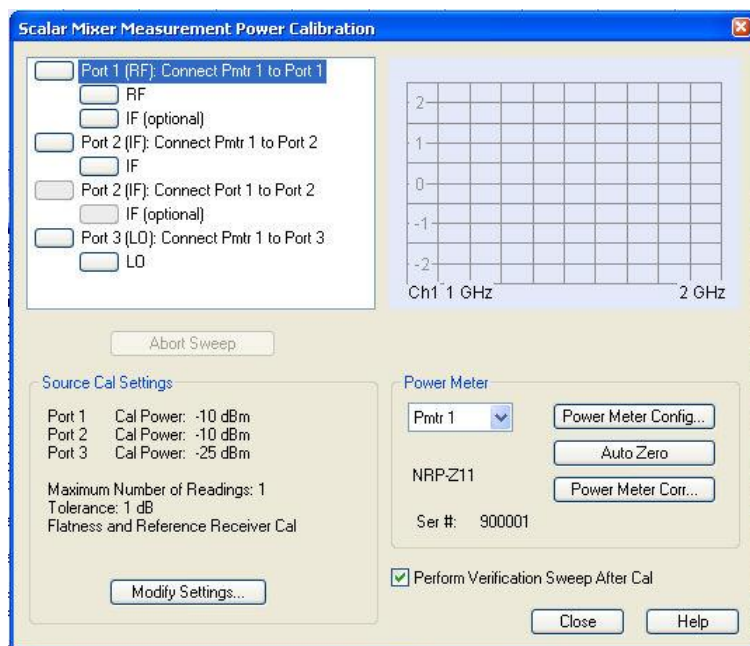 Scalar Mixer Measurement Power Calibration
Port 1 (RF): Connect Pmtr 1 to Port 1
RF
IF (optional)
Port 2 (IF): Connect Pmtr 1 to Port 2
IF
Port 2 (IF): Connect Port 1 to Port 2
IF (optional)
Port 3 (LO): Connect Pmtr 1 to Port 3
LO
2
1
0
-1
-2
Ch1 1 GHz 2 GHz
Abort Sweep
Source Cal Settings
Port 1 Cal Power: -10 dBm
Port 2 Cal Power: -10 dBm
Port 3 Cal Power: -25 dBm
Maximum Number of Readings: 1
Tolerance: 1 dB
Flatness and Reference Receiver Cal
Modify Settings...
Power Meter
Pmtr 1
Power Meter Config...
Auto Zero
NRP-Z11
Power Meter Corr...
Ser #: 900001
Perform Verification Sweep After Cal
Close
Help